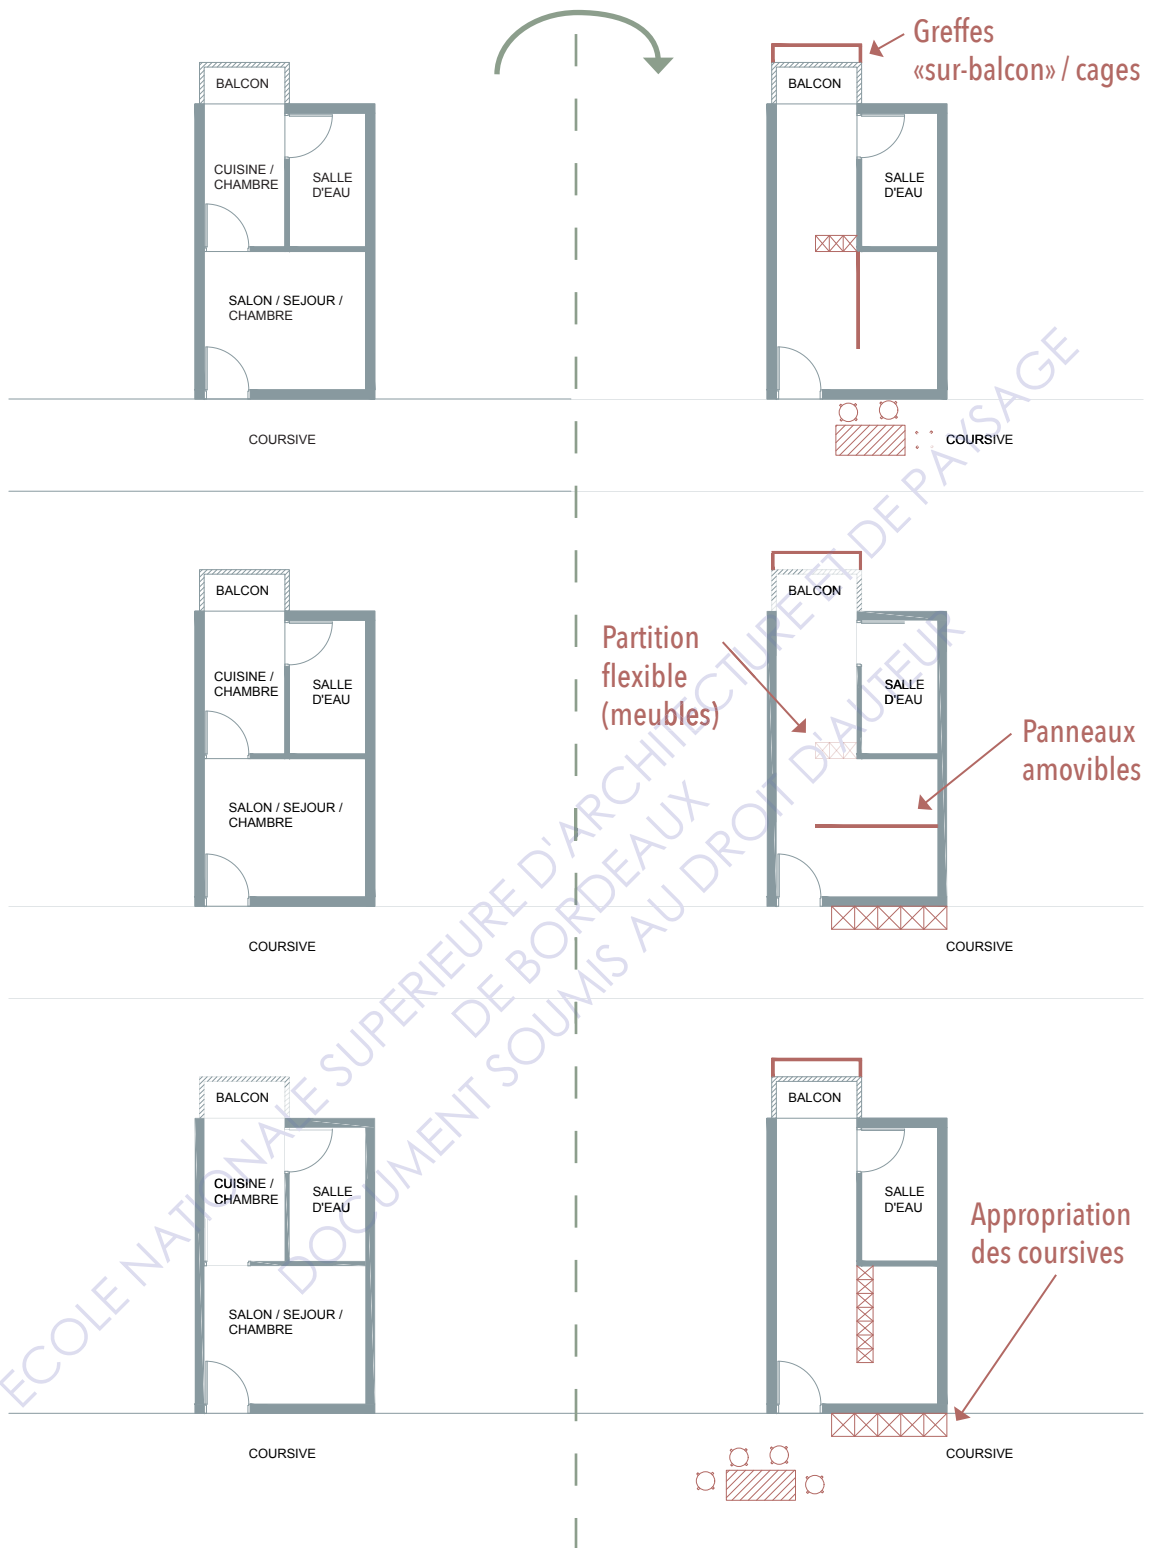 Greffes
«sur-balcon» / cages
BALCON
CUISINE /
CHAMBRE
SALLE
D'EAU
SALON / SEJOUR /
CHAMBRE
COURSIVE
BALCON
SALLE
D'EAU
COURSIVE
BALCON
CUISINE /
CHAMBRE
SALLE
D'EAU
SALON / SEJOUR /
CHAMBRE
COURSIVE
Partition
flexible
(meubles)
BALCON
SALLE
D'EAU
Panneaux
amovibles
COURSIVE
BALCON
CUISINE /
CHAMBRE
SALLE
D'EAU
SALON / SEJOUR /
CHAMBRE
COURSIVE
BALCON
SALLE
D'EAU
Appropriation
des coursives
COURSIVE
ECOLE NATIONALE SUPERIEURE D'ARCHITECTURE ET DE PAYSAGE
DE BORDEAUX
DOCUMENT SOUMIS AU DROIT D'AUTEUR